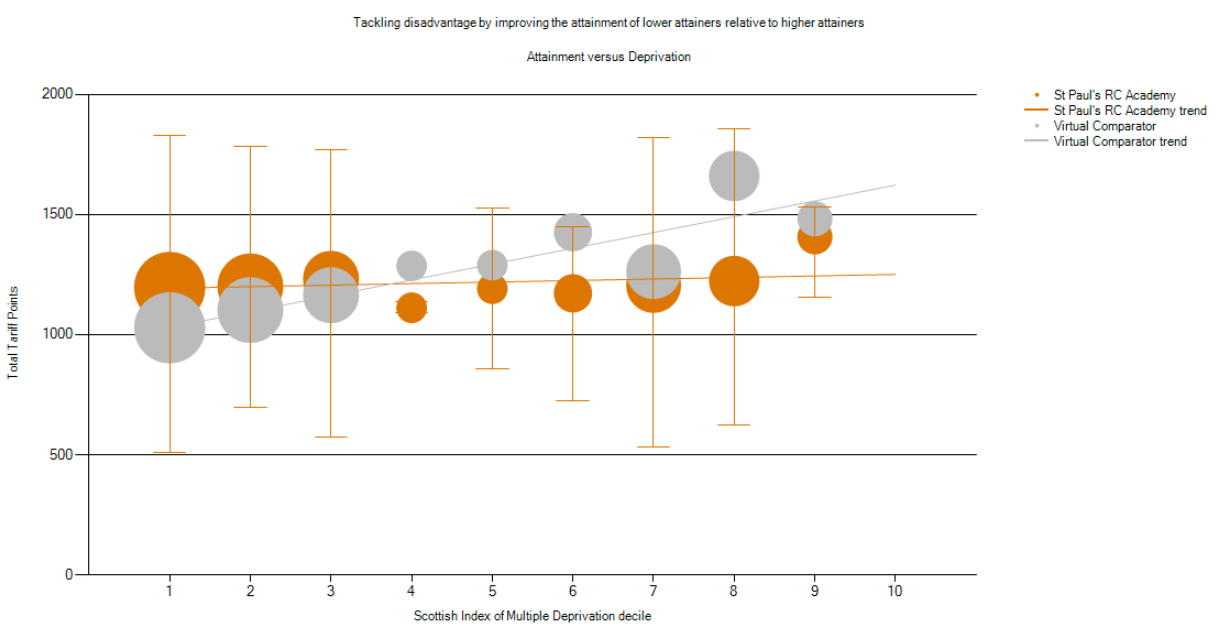 Tackling disadvantage by improving the attainment of lower attainers relative to higher attainers
Attainment versus Deprivation
St Paul's RC Academy
St Paul's RC Academy trend
Virtual Comparator
Virtual Comparator trend
Total Tariff Points
2000
1500
1000
500
0
1 2 3 4 5 6 7 8 9 10
Scottish Index of Multiple Deprivation decile